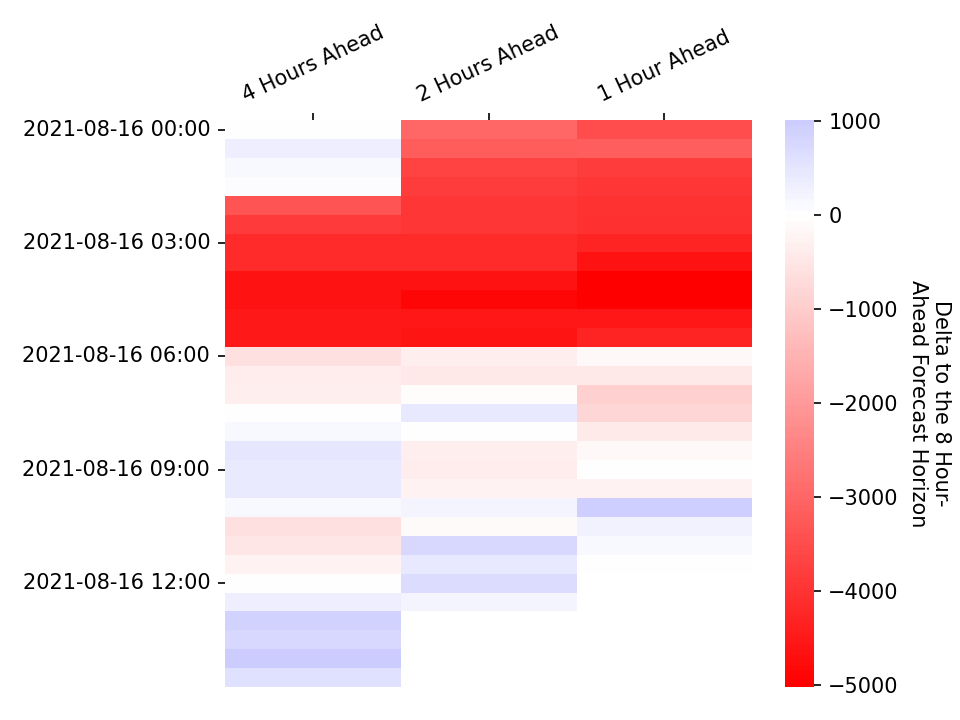 4 Hours Ahead
2 Hours Ahead
1 Hour Ahead
2021-08-16 00:00
2021-08-16 03:00
2021-08-16 06:00
2021-08-16 09:00
2021-08-16 12:00
1000
0
−1000
−2000
−3000
−4000
−5000
Delta to the 8 Hour-
Ahead Forecast Horizon